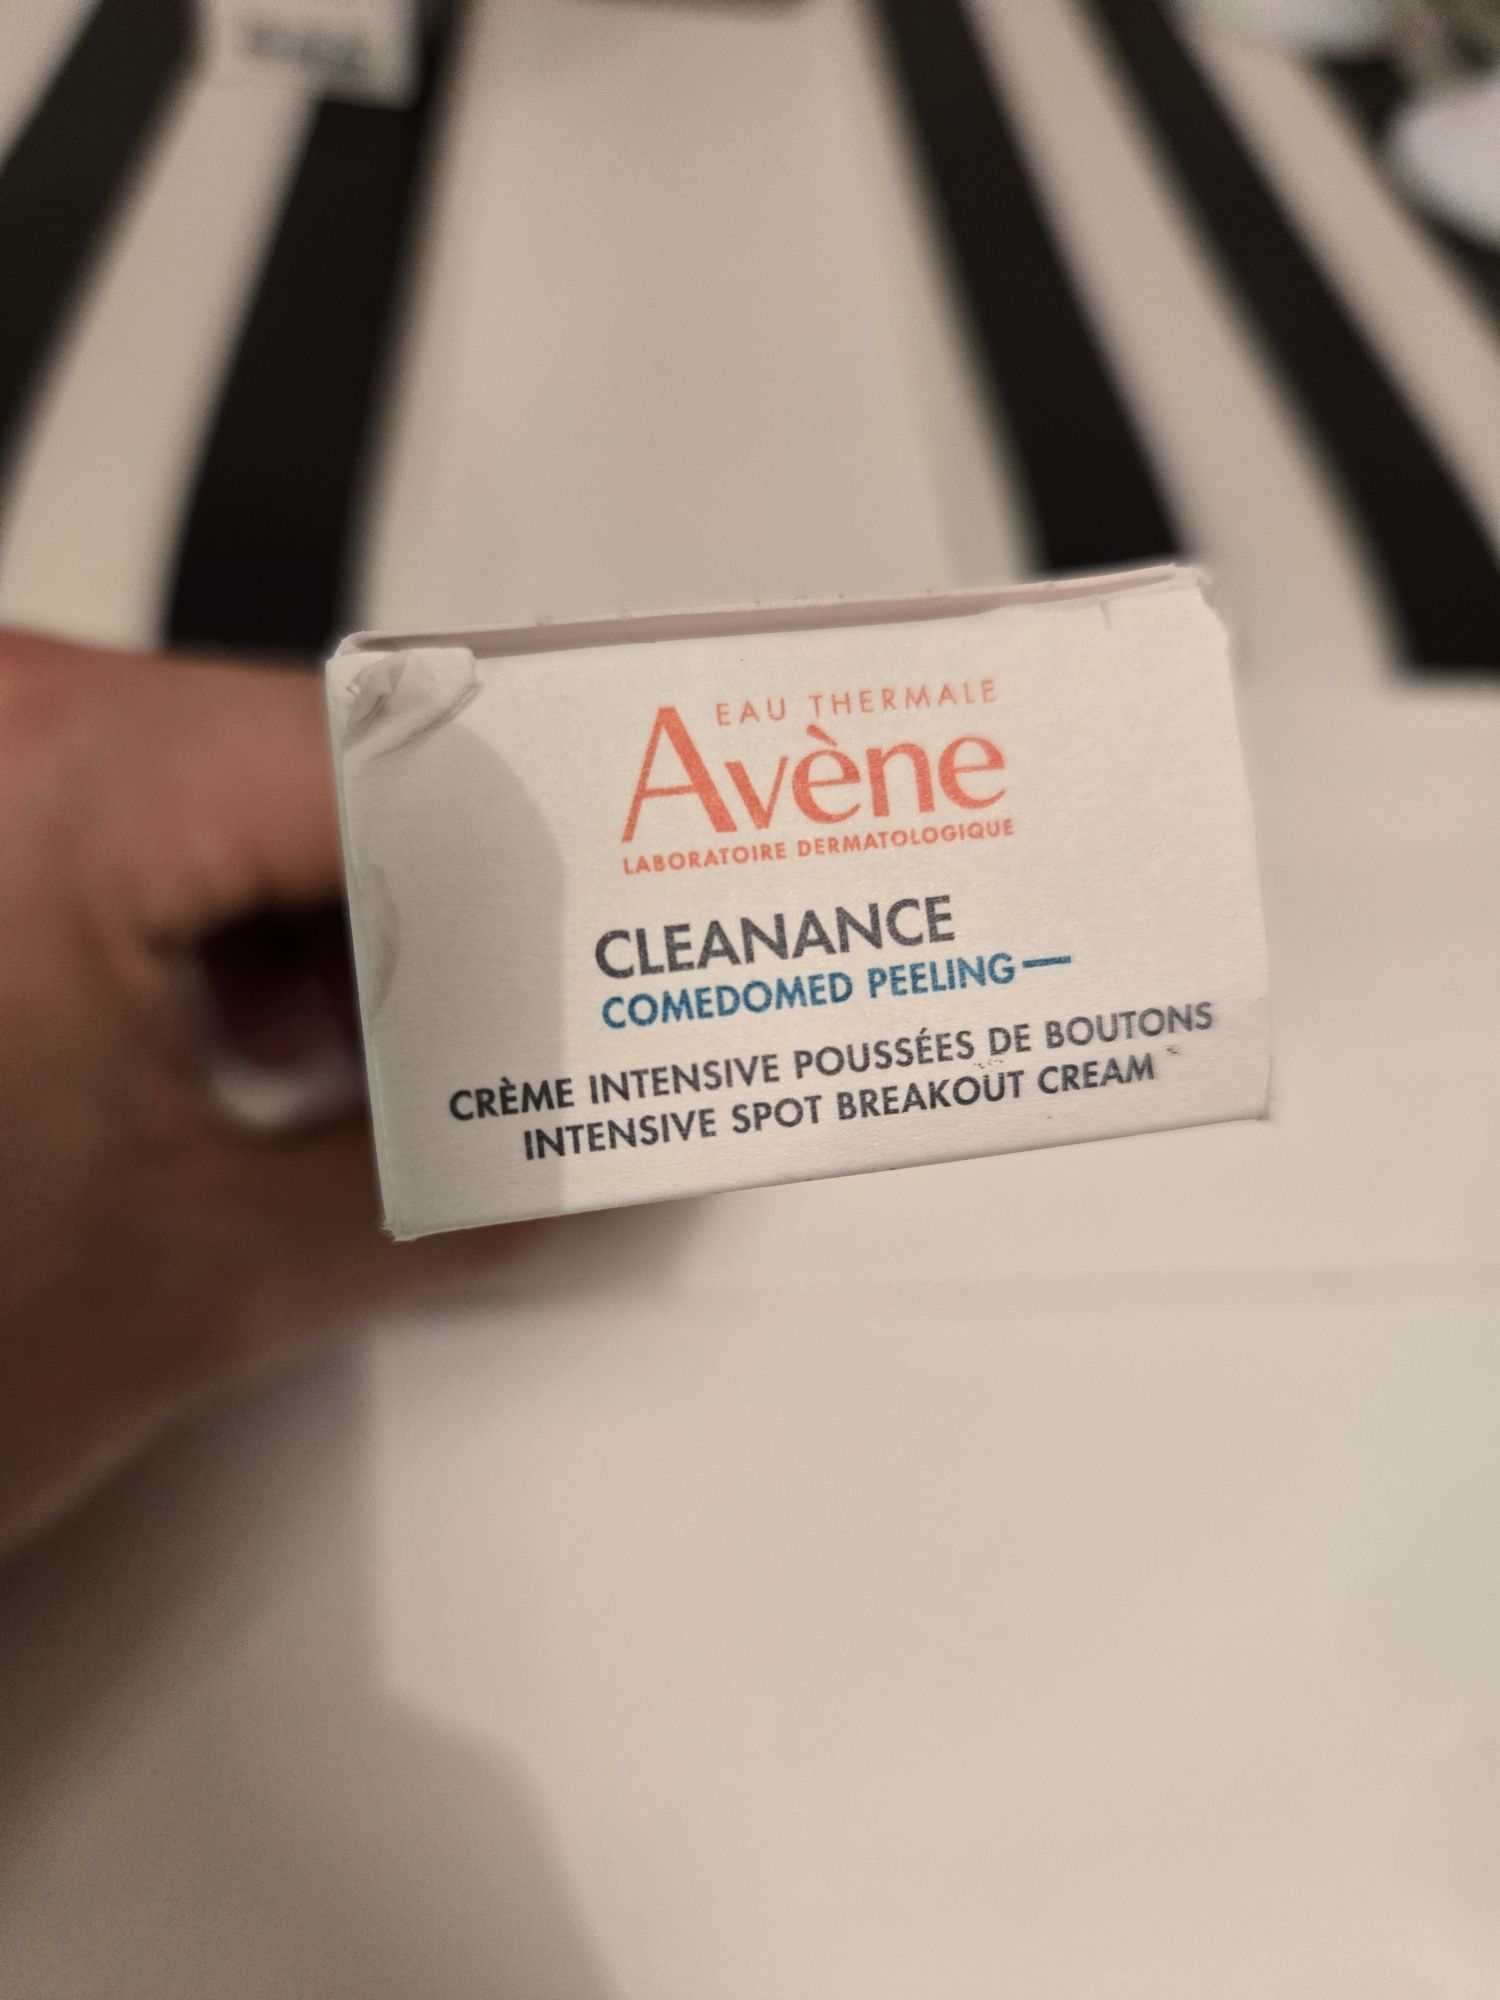 EAU THERMALE
Avène
LABORATOIRE DERMATOLOGIQUE
CLEANANCE
COMEDOMED PEELING—
CRÈME INTENSIVE POUSSÉES DE BOUTONS
INTENSIVE SPOT BREAKOUT CREAM